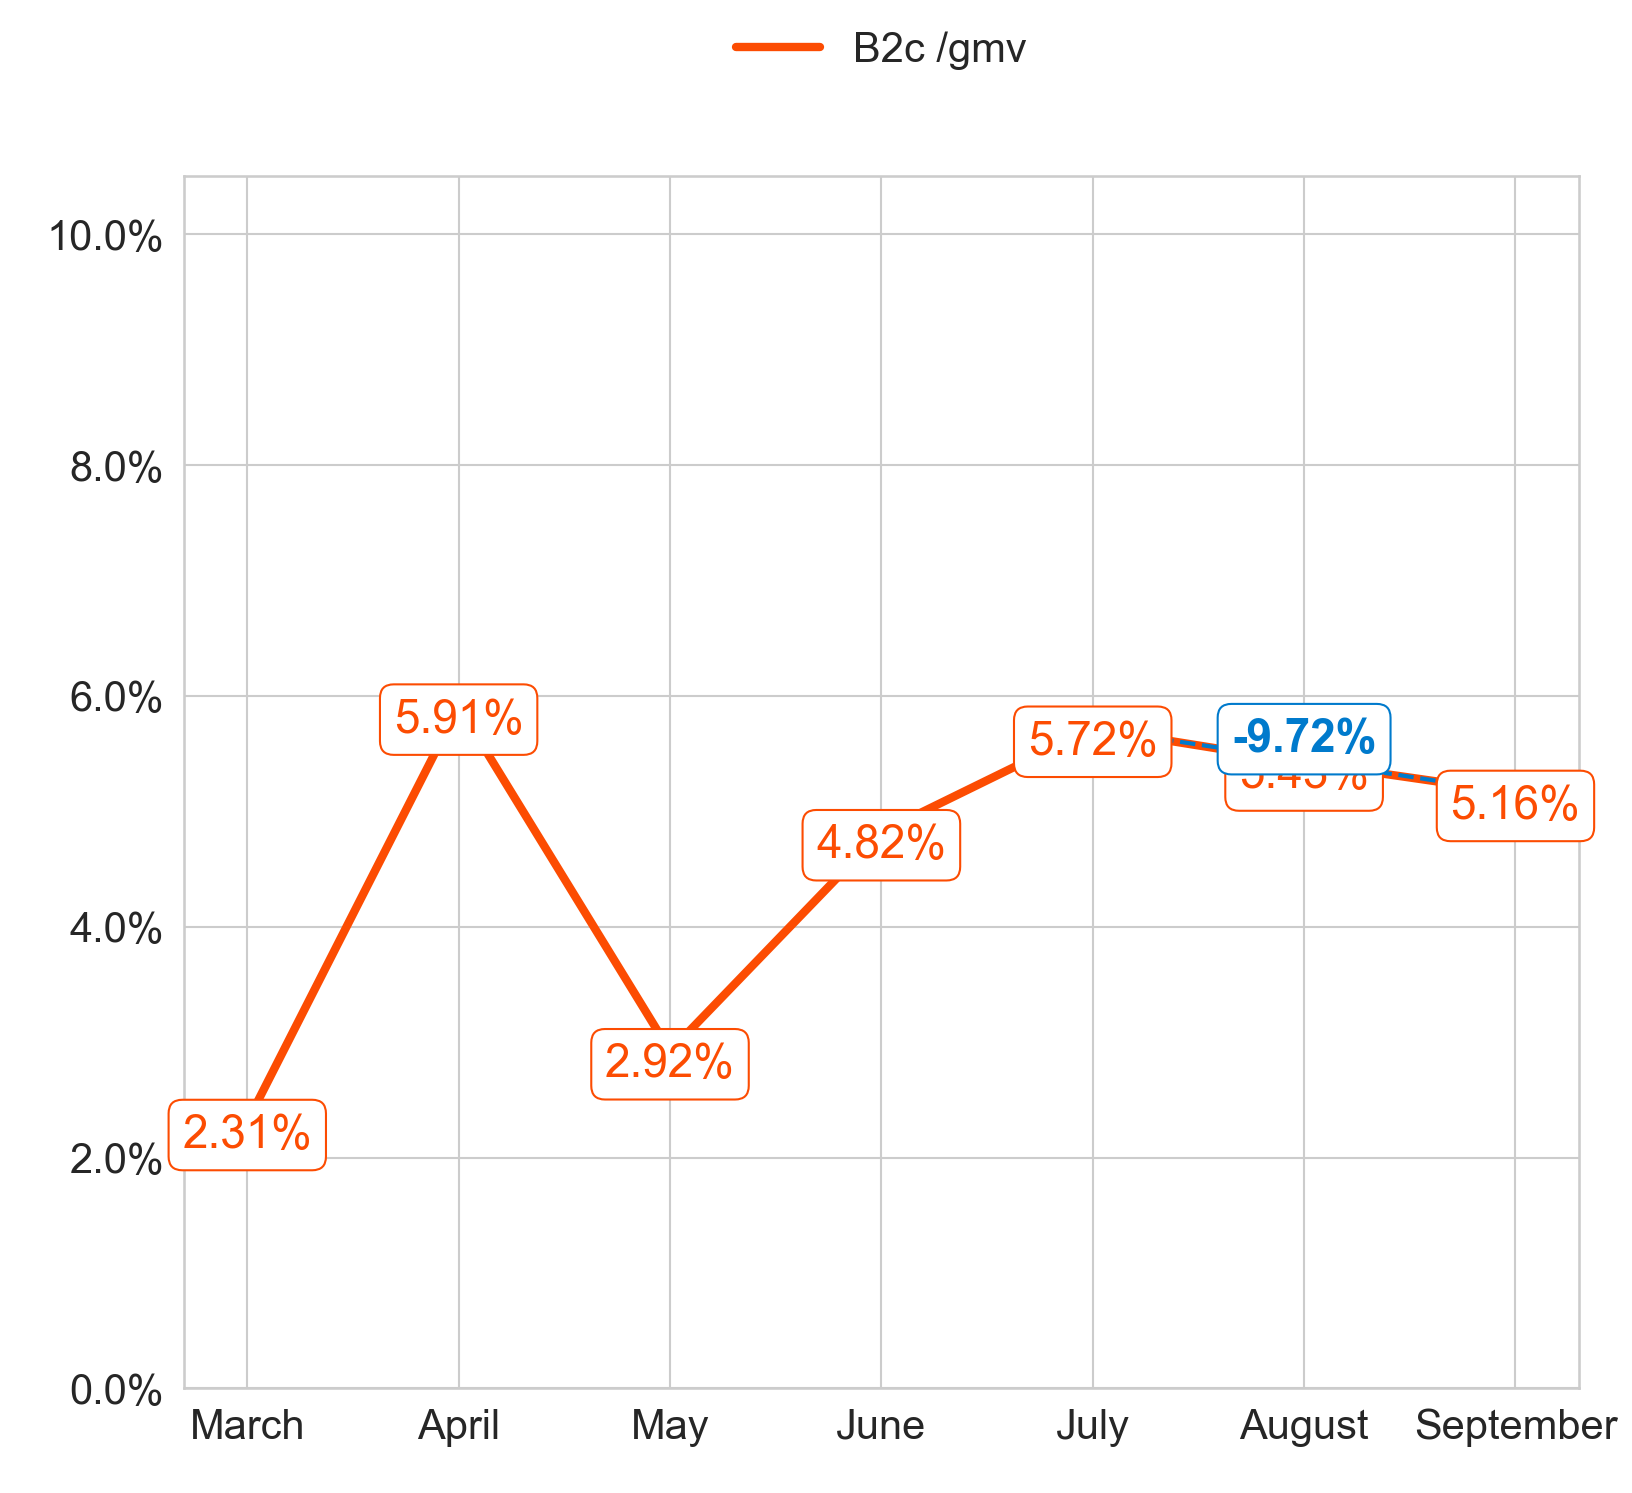 B2c /gmv
10.0%
8.0%
6.0%
4.0%
2.0%
0.0%
2.31%
5.91%
2.92%
4.82%
5.72%
-9.72%
5.16%
March
April
May
June
July
August
September